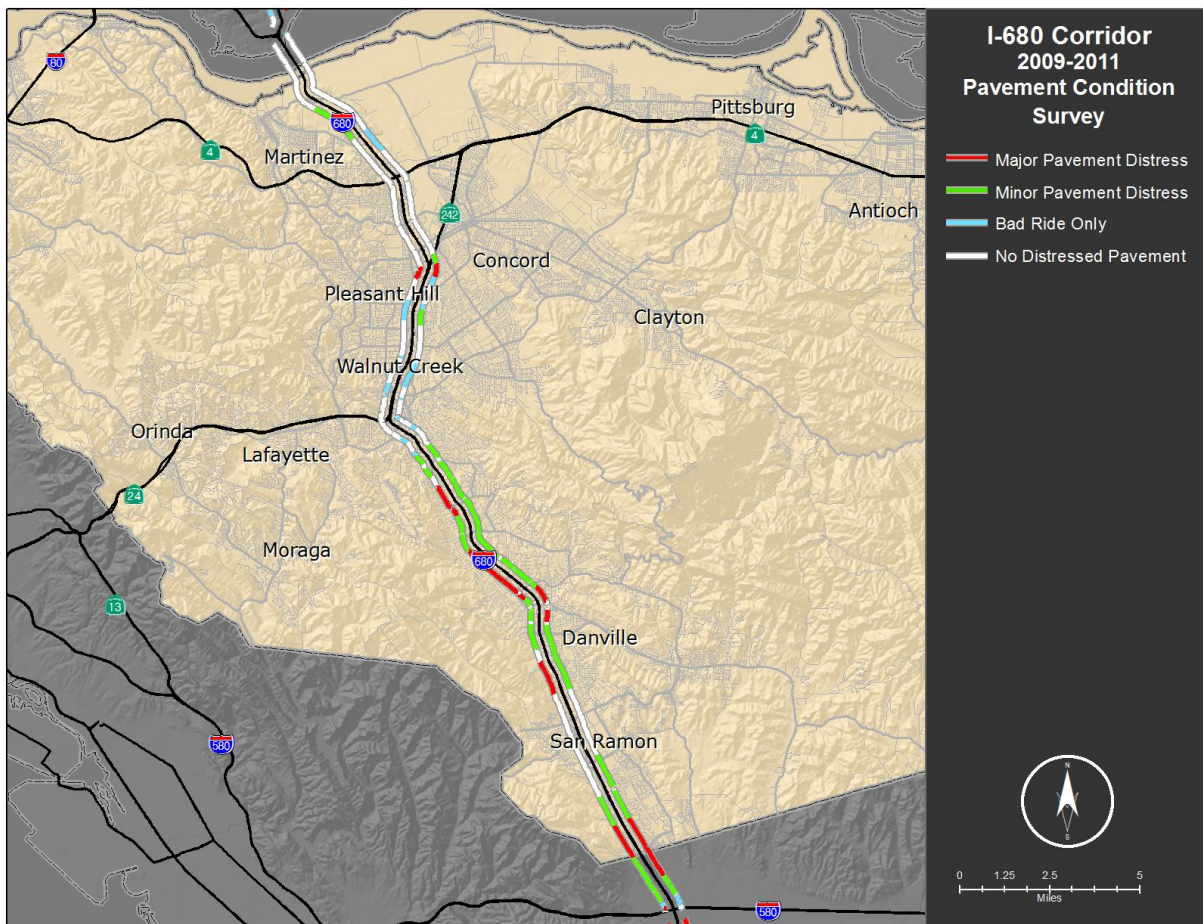 I-680 Corridor
2009-2011
Pavement Condition
Survey
Major Pavement Distress
Minor Pavement Distress
Bad Ride Only
No Distressed Pavement
80
Pittsburg
680
4
4
Martinez
Antioch
242
Concord
Pleasant Hill
Clayton
Walnut Creek
Orinda
Lafayette
24
Moraga
680
13
Danville
580
San Ramon
N
S
0 1.25 2.5 5
Miles
580